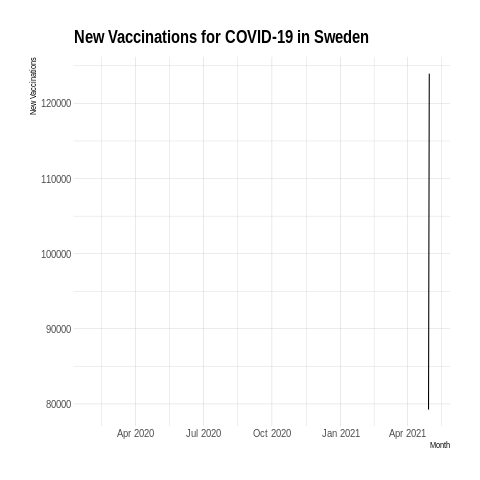 New Vaccinations for COVID-19 in Sweden
New Vaccinations
120000
110000
100000
90000
80000
Apr 2020 Jul 2020 Oct 2020 Jan 2021 Apr 2021
Month